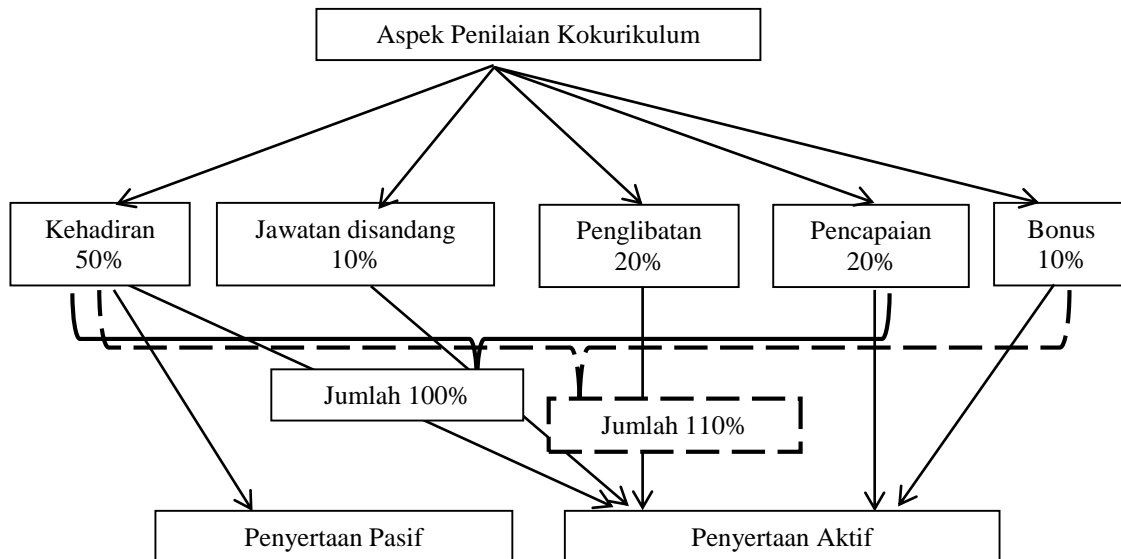 Aspek Penilaian Kokurikulum
Kehadiran
50%
Jawatan disandang
10%
Penglibatan
20%
Pencapaian
20%
Bonus
10%
Jumlah 100%
Jumlah 110%
Penyertaan Pasif
Penyertaan Aktif